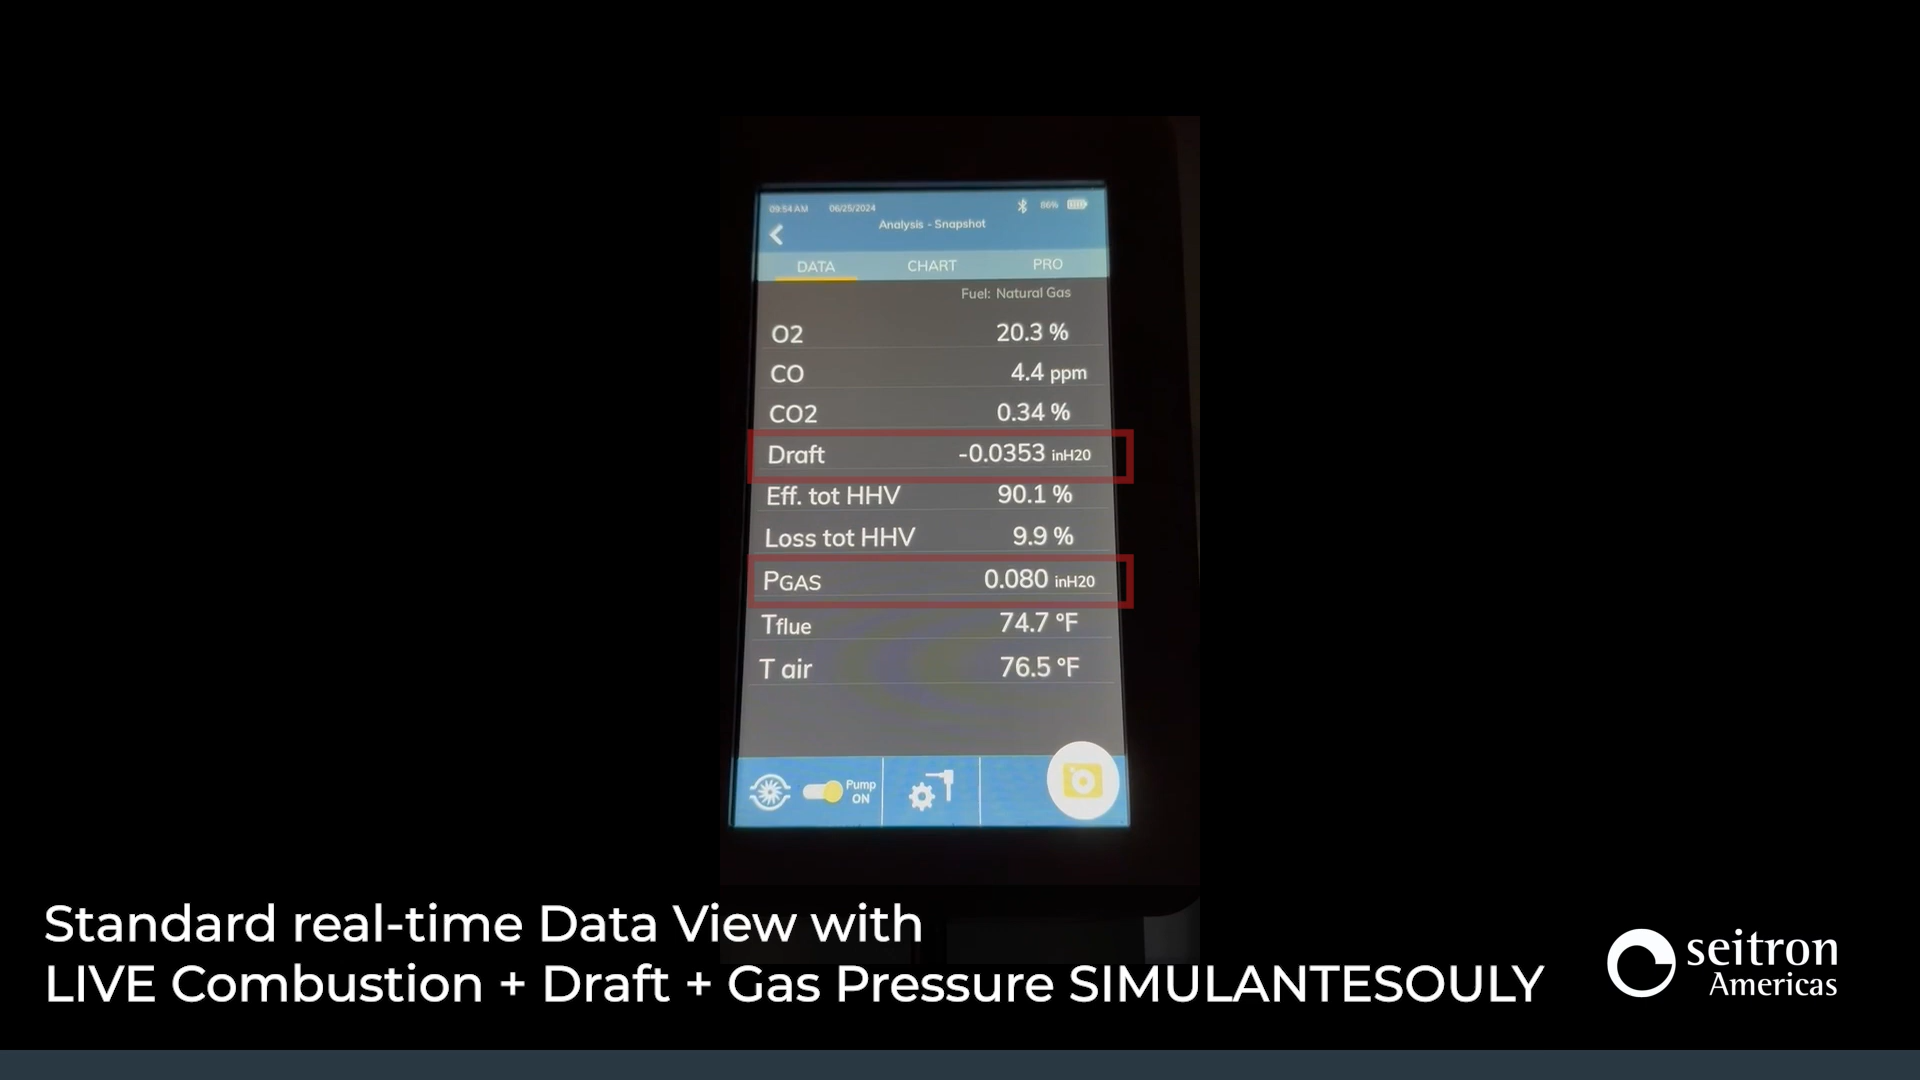 09:54 AM 06/25/2024 86%
Analysis - Snapshot
DATA CHART PRO
Fuel: Natural Gas
O2 20.3 %
CO 4.4 ppm
CO2 0.34 %
Draft -0.0353 inH20
Eff. tot HHV 90.1 %
Loss tot HHV 9.9 %
PGAS 0.080 inH20
Tflue 74.7 °F
T air 76.5 °F
Pump
ON
Standard real-time Data View with
LIVE Combustion + Draft + Gas Pressure SIMULANTESOULY
seitron
Americas